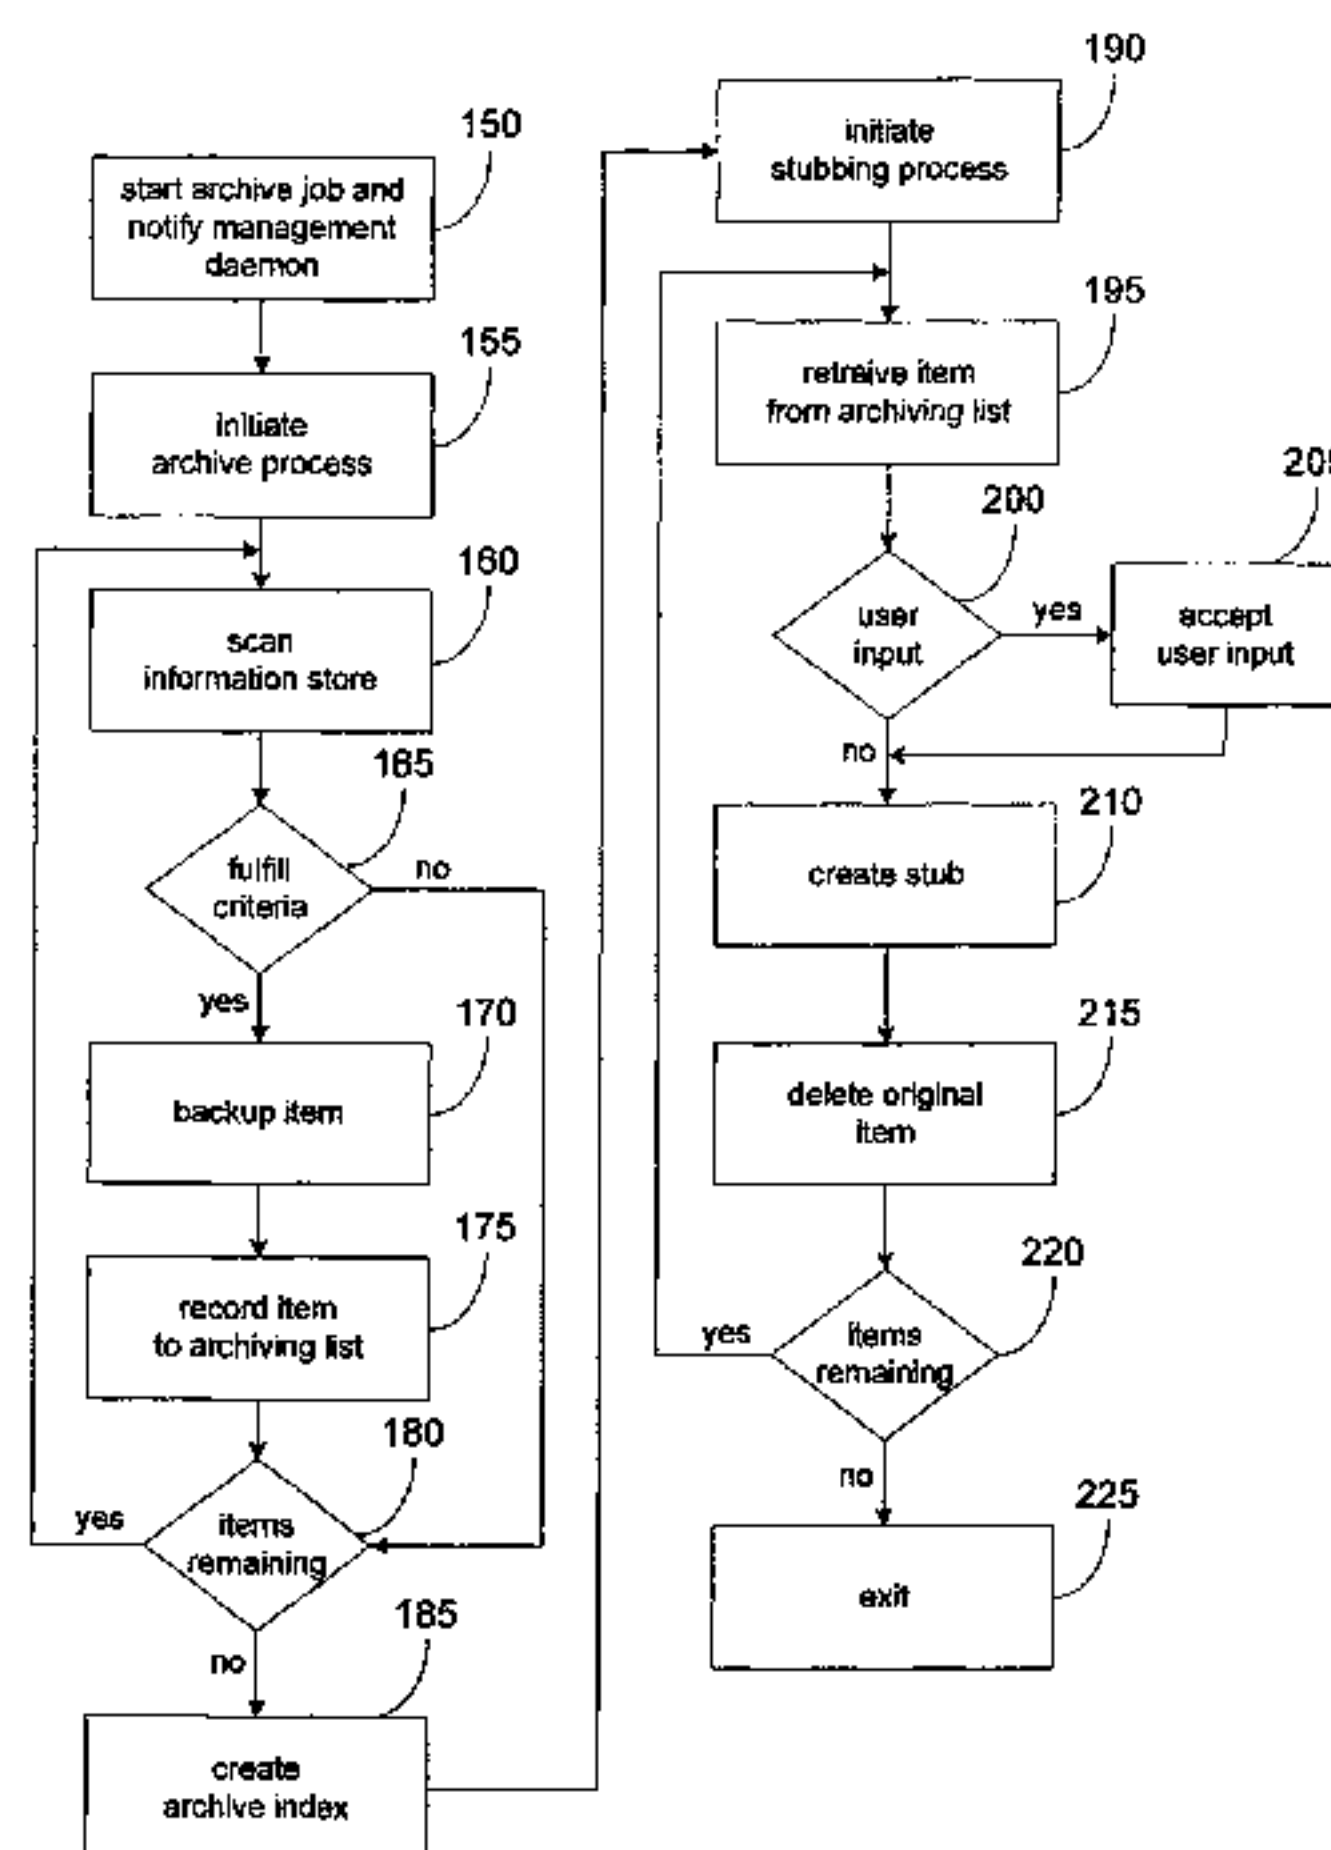 150
start archive job and
notify management
daemon
155
initiate
archive process
160
scan
information store
165
fulfill
criteria
no
yes
170
backup item
175
record item
to archiving list
180
items
remaining
yes
no
185
create
archive index
190
initiate
stubbing process
195
retreive item
from archiving list
200
user
input
yes
accept
user input
no
210
create stub
215
delete original
item
220
items
remaining
yes
no
225
exit